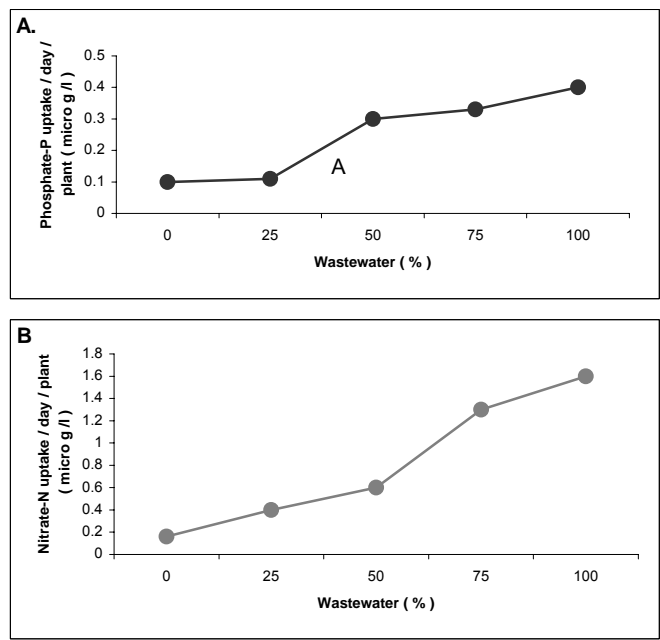 A.
Phosphate-P uptake / day /
plant ( micro g /l )
0.5
0.4
0.3
0.2
0.1
0
A
0 25 50 75 100
Wastewater ( % )
B
Nitrate-N uptake / day / plant
( micro g /l )
1.8
1.6
1.4
1.2
1
0.8
0.6
0.4
0.2
0
0 25 50 75 100
Wastewater ( % )